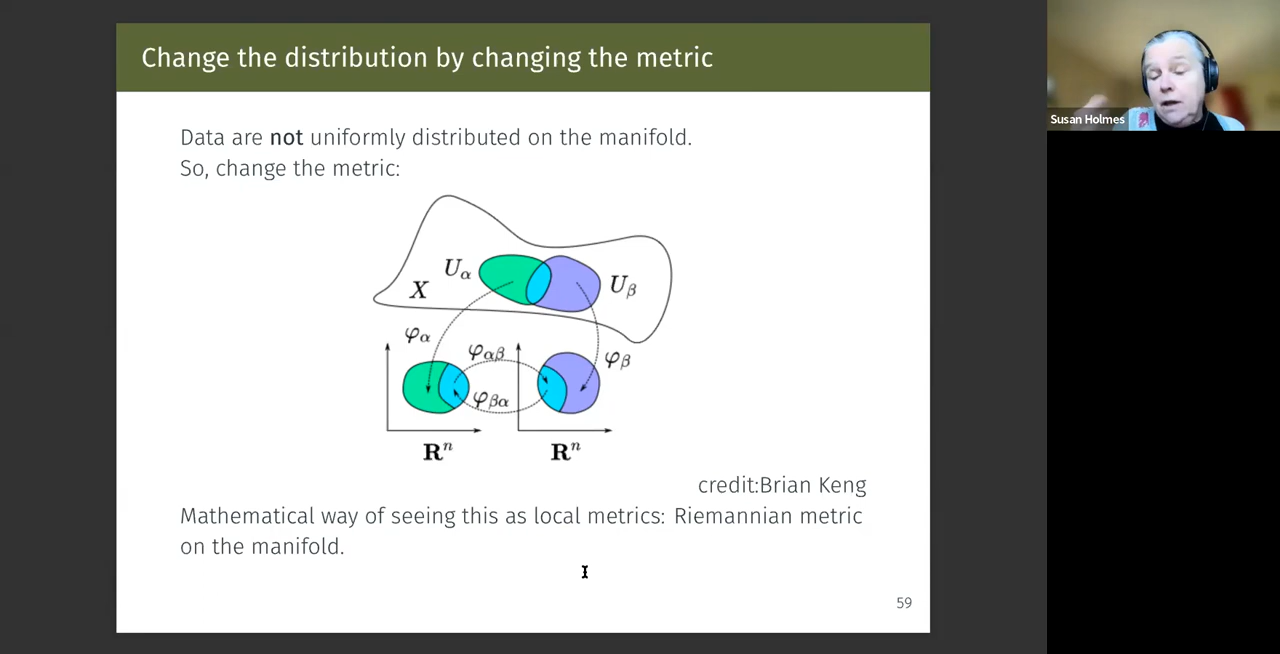 Change the distribution by changing the metric
Susan Holmes
Data are not uniformly distributed on the manifold.
So, change the metric:
Uα
X
Uβ
φα
φαβ
φβ
φβα
Rⁿ
Rⁿ
credit:Brian Keng
Mathematical way of seeing this as local metrics: Riemannian metric
on the manifold.
59